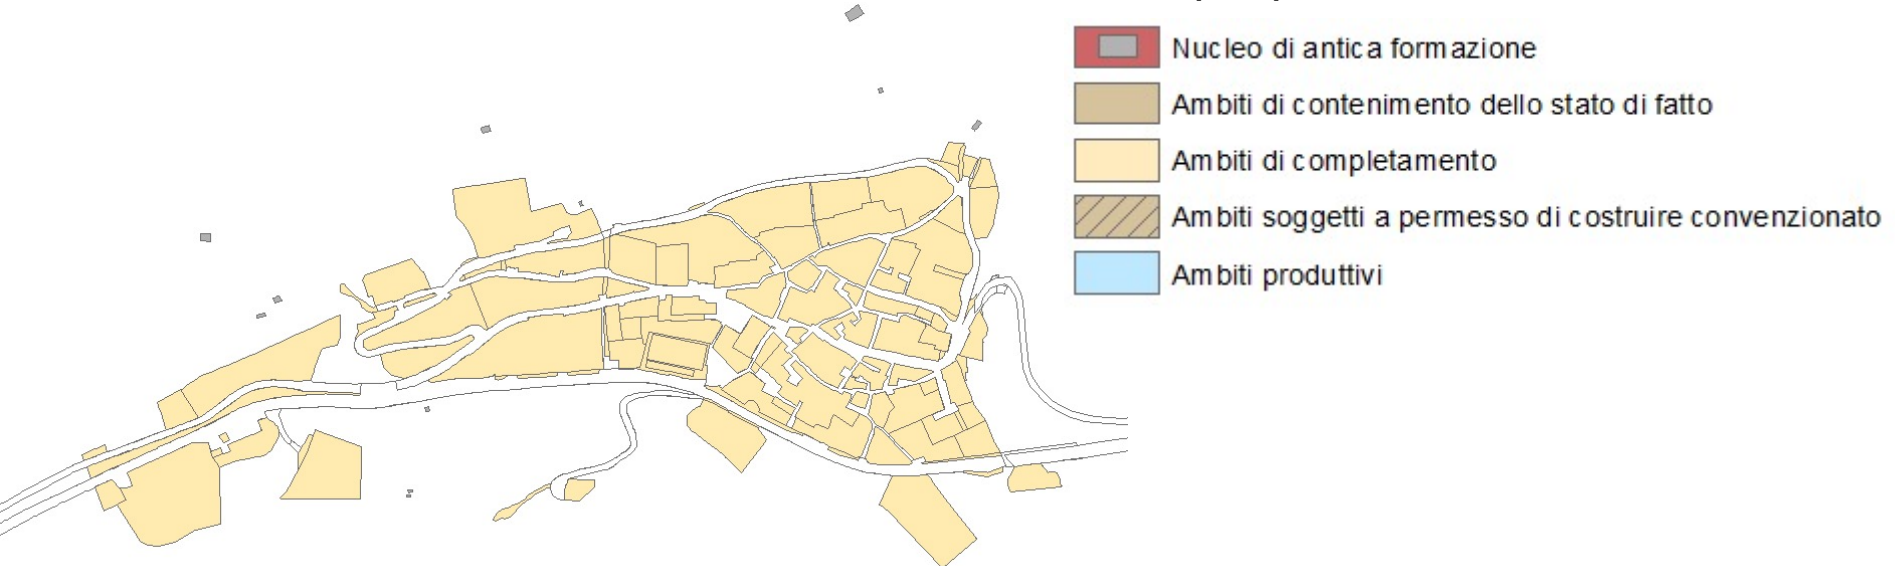 Nucleo di antica formazione
Ambiti di contenimento dello stato di fatto
Ambiti di completamento
Ambiti soggetti a permesso di costruire convenzionato
Ambiti produttivi